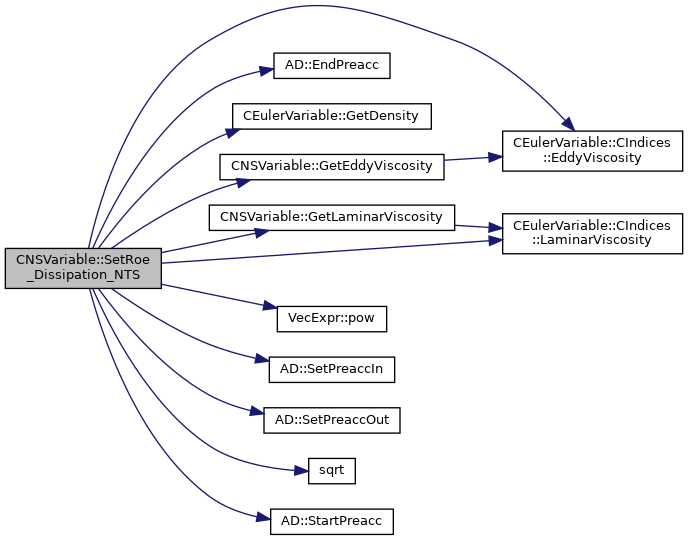 CNSVariable::SetRoe
_Dissipation_NTS
AD::EndPreacc
CEulerVariable::GetDensity
CNSVariable::GetEddyViscosity
CNSVariable::GetLaminarViscosity
VecExpr::pow
AD::SetPreaccIn
AD::SetPreaccOut
sqrt
AD::StartPreacc
CEulerVariable::CIndices
::EddyViscosity
CEulerVariable::CIndices
::LaminarViscosity